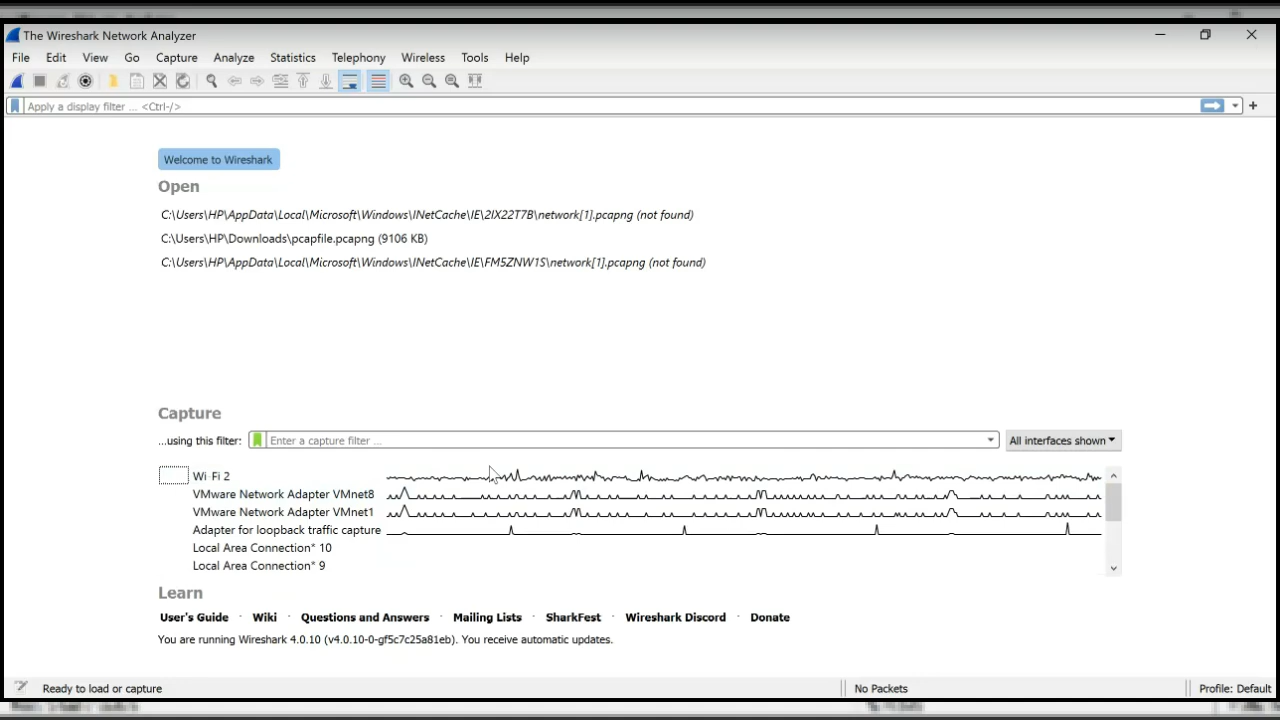 The Wireshark Network Analyzer
File Edit View Go Capture Analyze Statistics Telephony Wireless Tools Help
Apply a display filter ... <Ctrl-/>
Welcome to Wireshark
Open
C:\Users\HP\AppData\Local\Microsoft\Windows\INetCache\IE\2IX22T7B\network[1].pcapng (not found)
C:\Users\HP\Downloads\pcapfile.pcapng (9106 KB)
C:\Users\HP\AppData\Local\Microsoft\Windows\INetCache\IE\FM5ZNW1S\network[1].pcapng (not found)
Capture
...using this filter: Enter a capture filter ... All interfaces shown
Wi-Fi 2
VMware Network Adapter VMnet8
VMware Network Adapter VMnet1
Adapter for loopback traffic capture
Local Area Connection* 10
Local Area Connection* 9
Learn
User's Guide · Wiki · Questions and Answers · Mailing Lists · SharkFest · Wireshark Discord · Donate
You are running Wireshark 4.0.10 (v4.0.10-0-gf5c7c25a81eb). You receive automatic updates.
Ready to load or capture No Packets Profile: Default